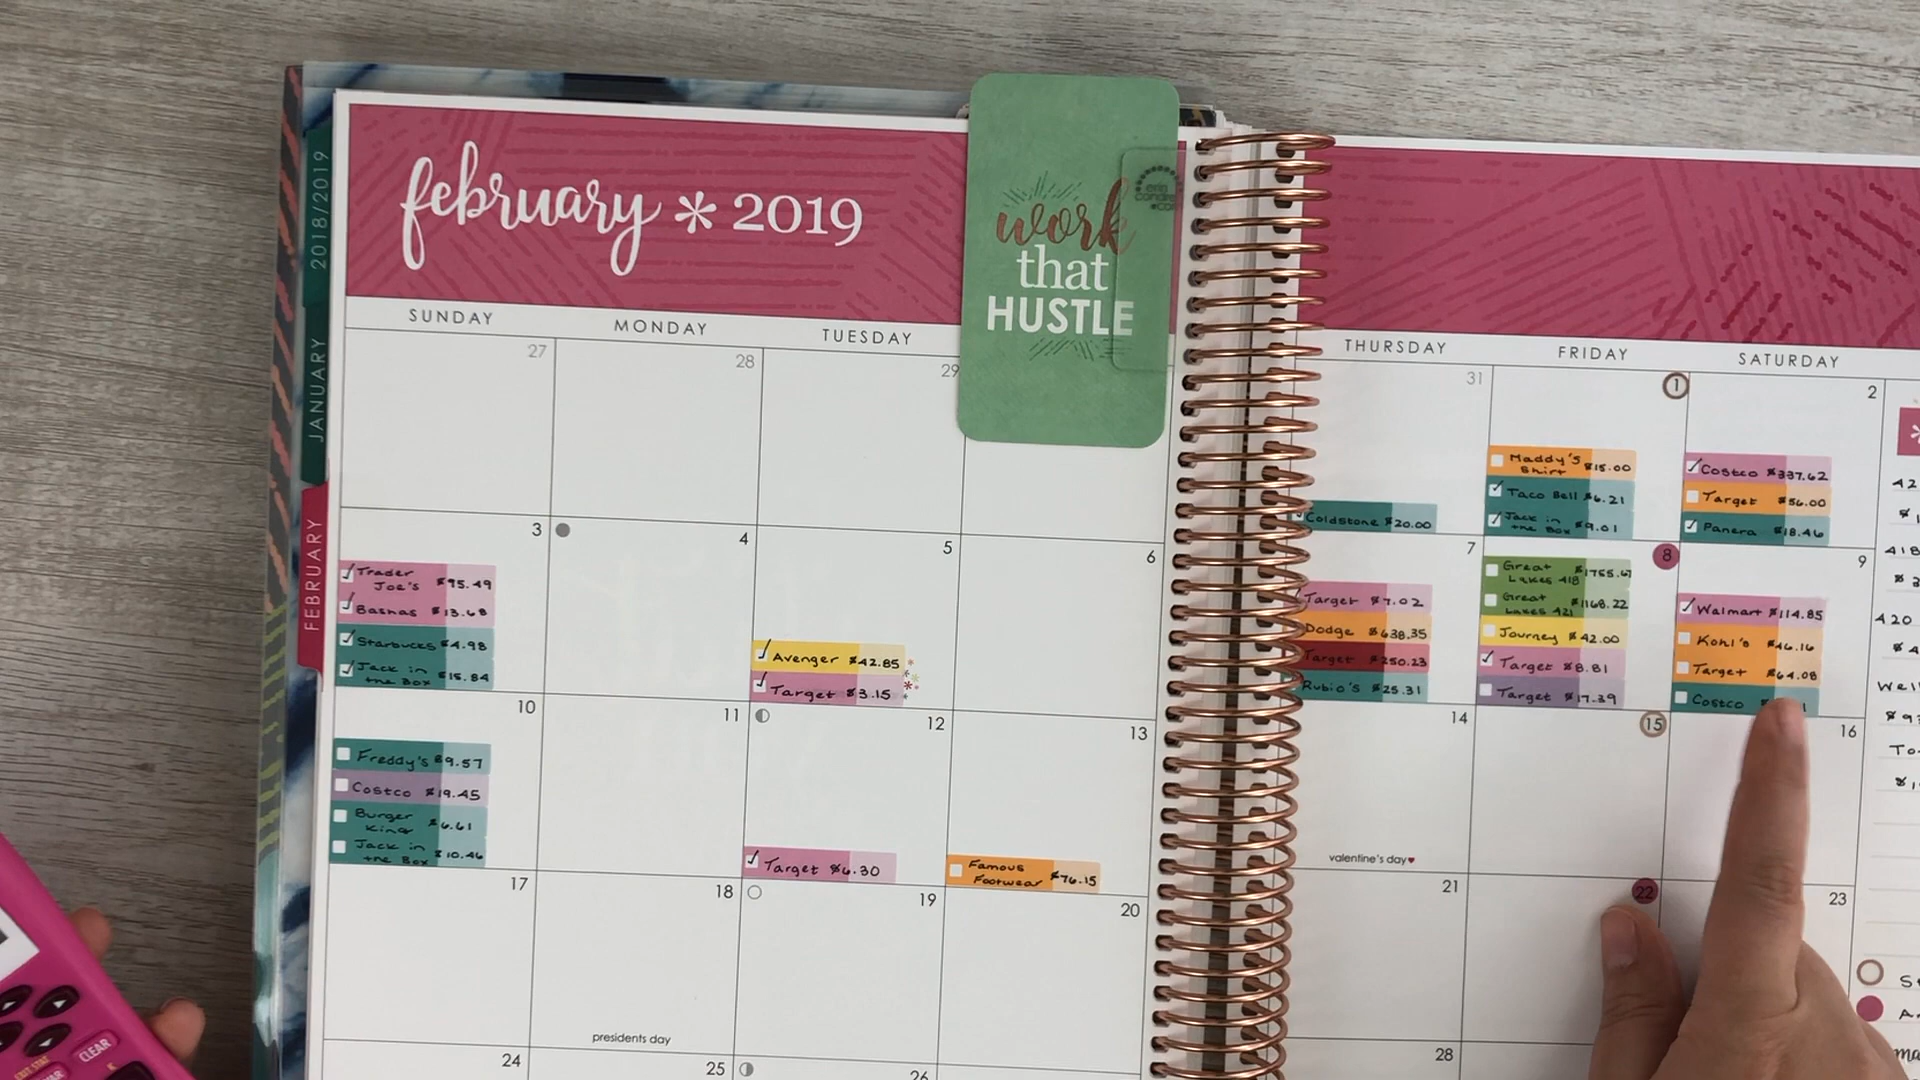 february * 2019
work
that
HUSTLE
2018/2019
JANUARY
FEBRUARY
SUNDAY MONDAY TUESDAY THURSDAY FRIDAY SATURDAY
27 28 29 31 1 2
Coldstone $20.00
Maddy's
Shirt $15.00
Taco Bell $6.21
Jack in
the Box $9.01
Costco $337.62
Target $56.00
Panera $18.46
3 4 5 6 7 8 9
Trader
Joe's $95.49
Bashas $13.68
Starbucks $4.98
Jack in
the Box $15.84
Avenger $42.85
Target $3.15
Target $7.02
Dodge $638.35
Target $250.23
Rubio's $25.31
Great
Lakes 418 $1755.67
Great
Lakes 421 $1168.22
Journey $42.00
Target $8.81
Target $17.39
Walmart $114.85
Kohl's $46.16
Target $64.08
Costco
10 11 12 13 14 15 16
Freddy's $9.57
Costco $19.45
Burger
King $6.61
Jack in
the Box $10.46
Target $6.30
Famous
Footwear $76.15
valentine's day
17 18 19 20 21 22 23
presidents day
24 25 26 28
CLEAR